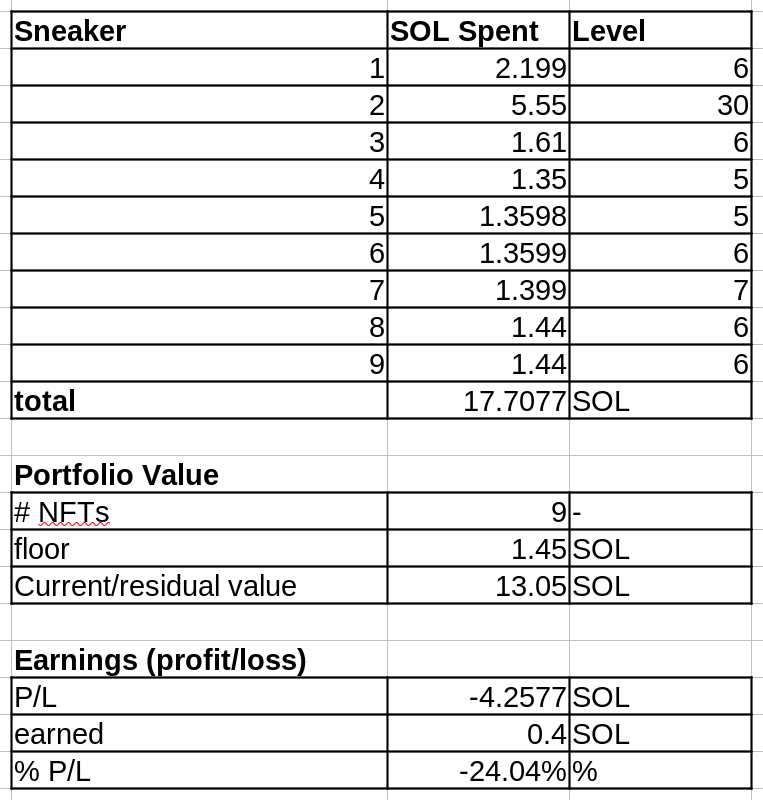 Sneaker SOL Spent Level
1 2.199 6
2 5.55 30
3 1.61 6
4 1.35 5
5 1.3598 5
6 1.3599 6
7 1.399 7
8 1.44 6
9 1.44 6
total 17.7077 SOL
Portfolio Value
# NFTs 9 -
floor 1.45 SOL
Current/residual value 13.05 SOL
Earnings (profit/loss)
P/L -4.2577 SOL
earned 0.4 SOL
% P/L -24.04% %